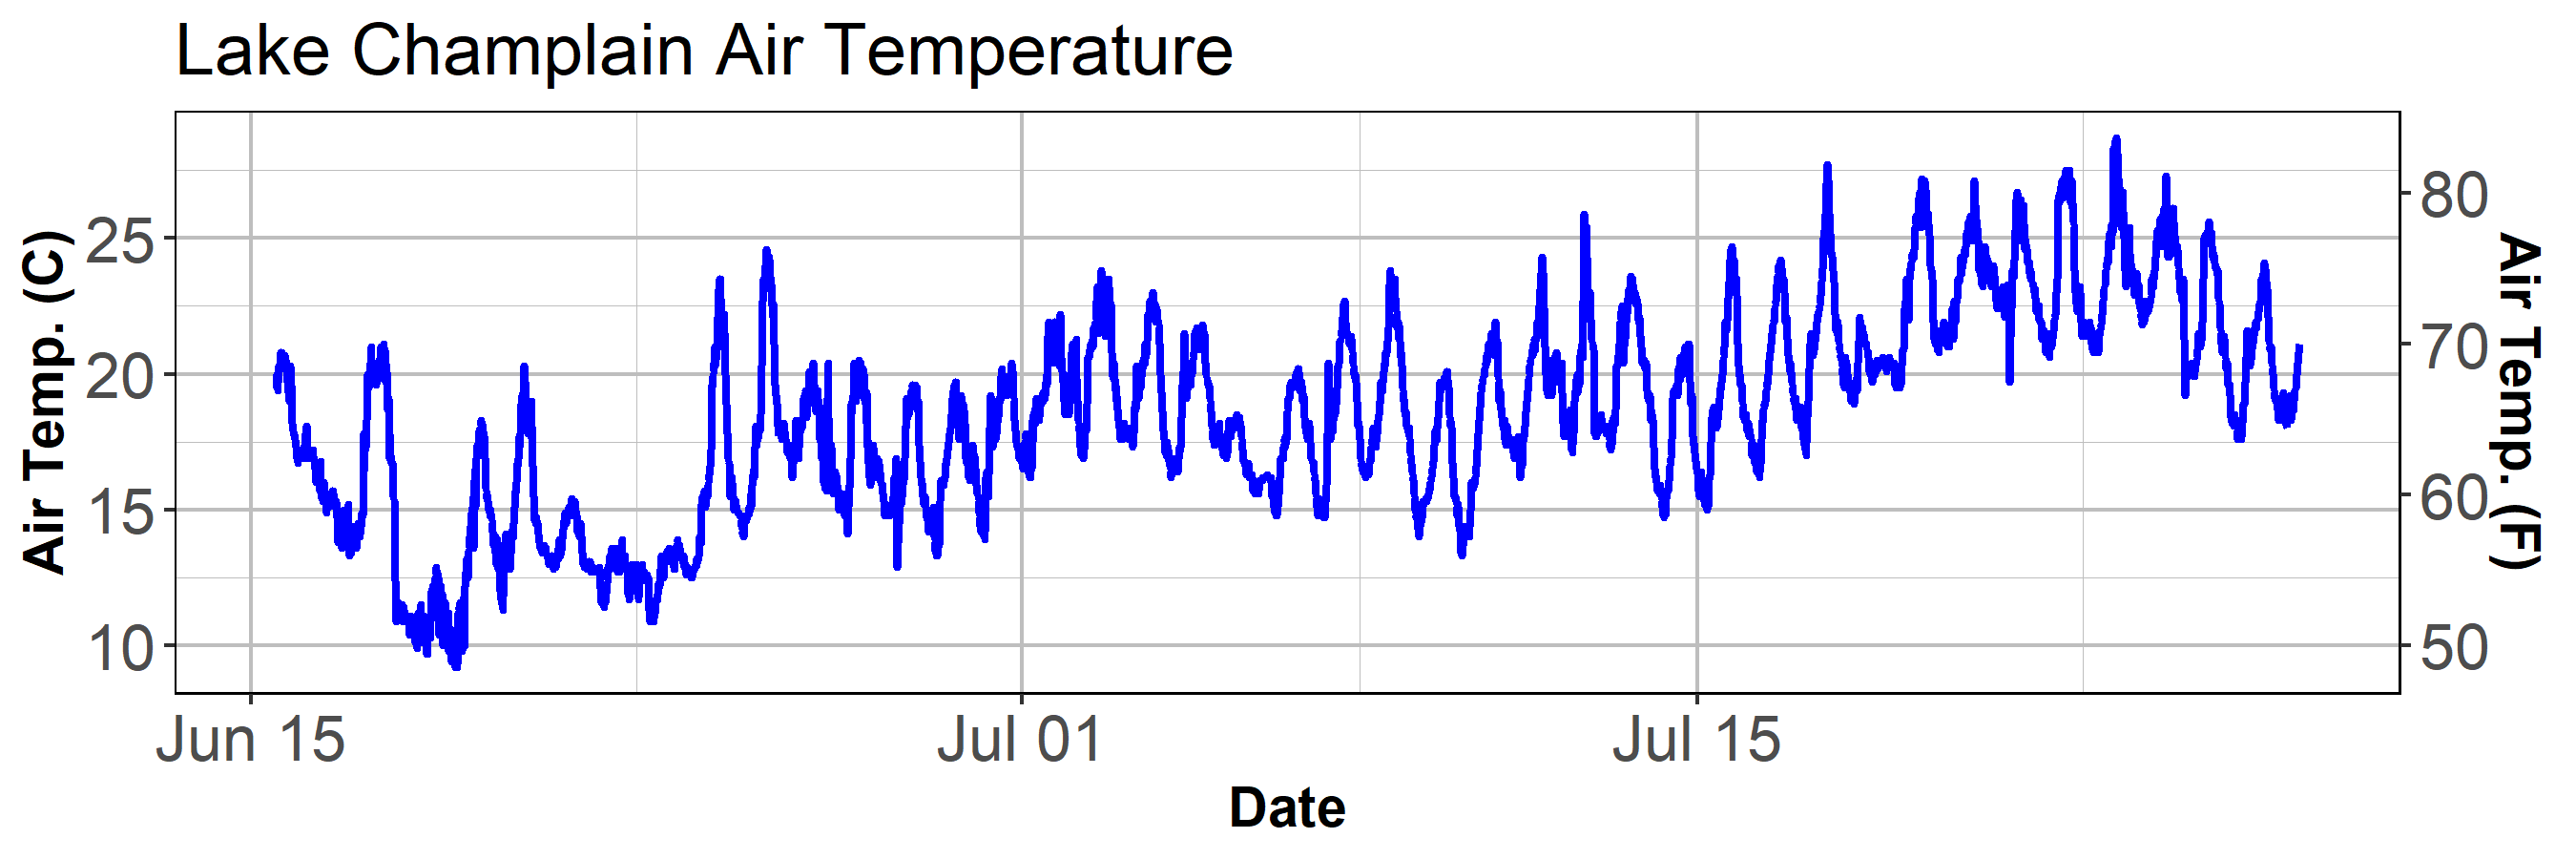 Lake Champlain Air Temperature
Air Temp. (C)
25
20
15
10
80
70
60
50
Air Temp. (F)
Jun 15
Jul 01
Jul 15
Date